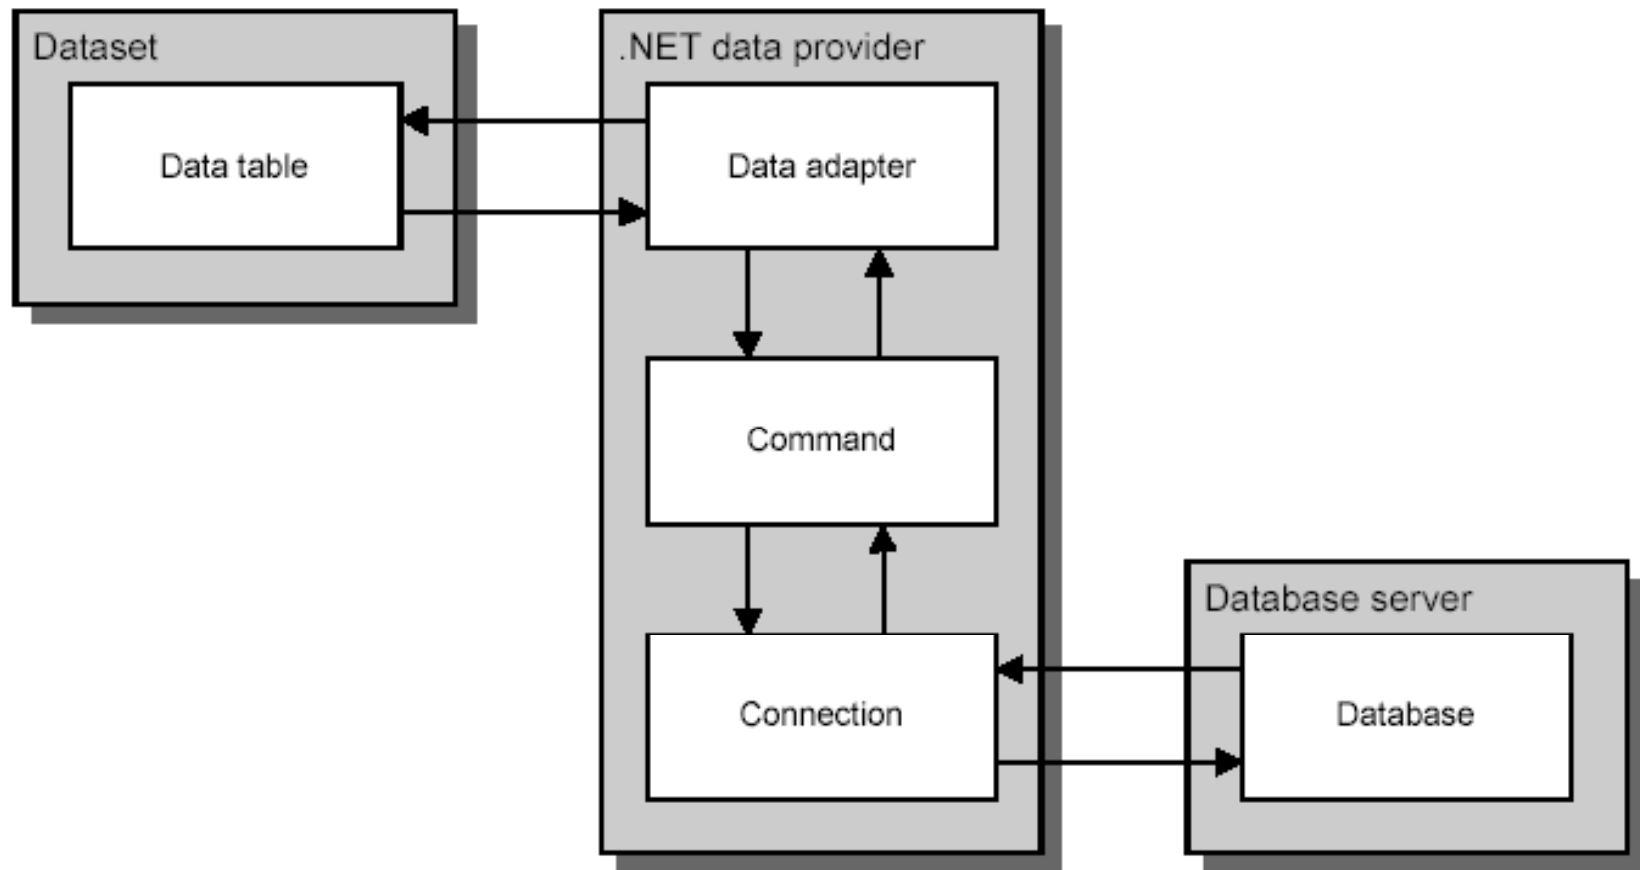 Dataset
Data table
.NET data provider
Data adapter
Command
Connection
Database server
Database